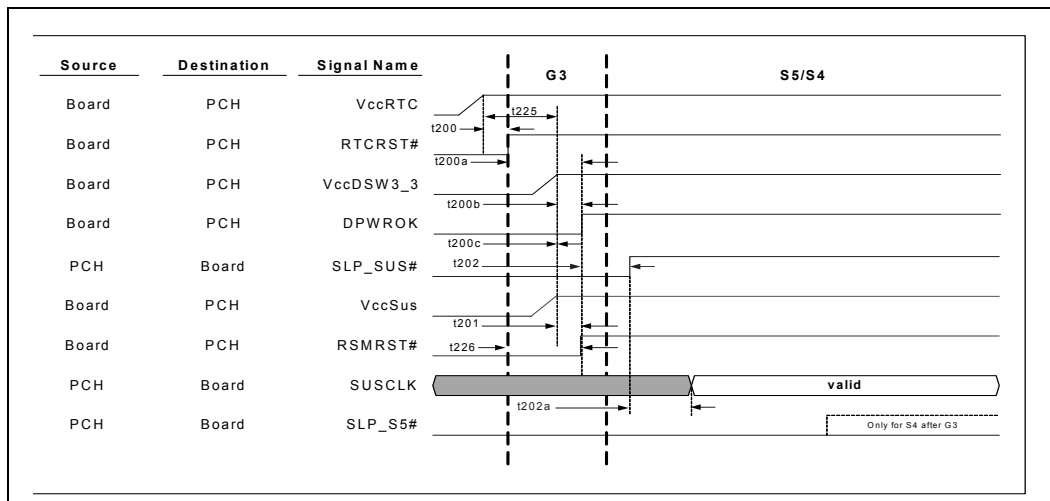 Source Destination Signal Name G3 S5/S4
Board PCH VccRTC
t225
t200
Board PCH RTCRST#
t200a
Board PCH VccDSW3_3
t200b
Board PCH DPWROK
t200c
PCH Board SLP_SUS# t202
Board PCH VccSus
t201
Board PCH RSMRST# t226
PCH Board SUSCLK valid
t202a
PCH Board SLP_S5# Only for S4 after G3